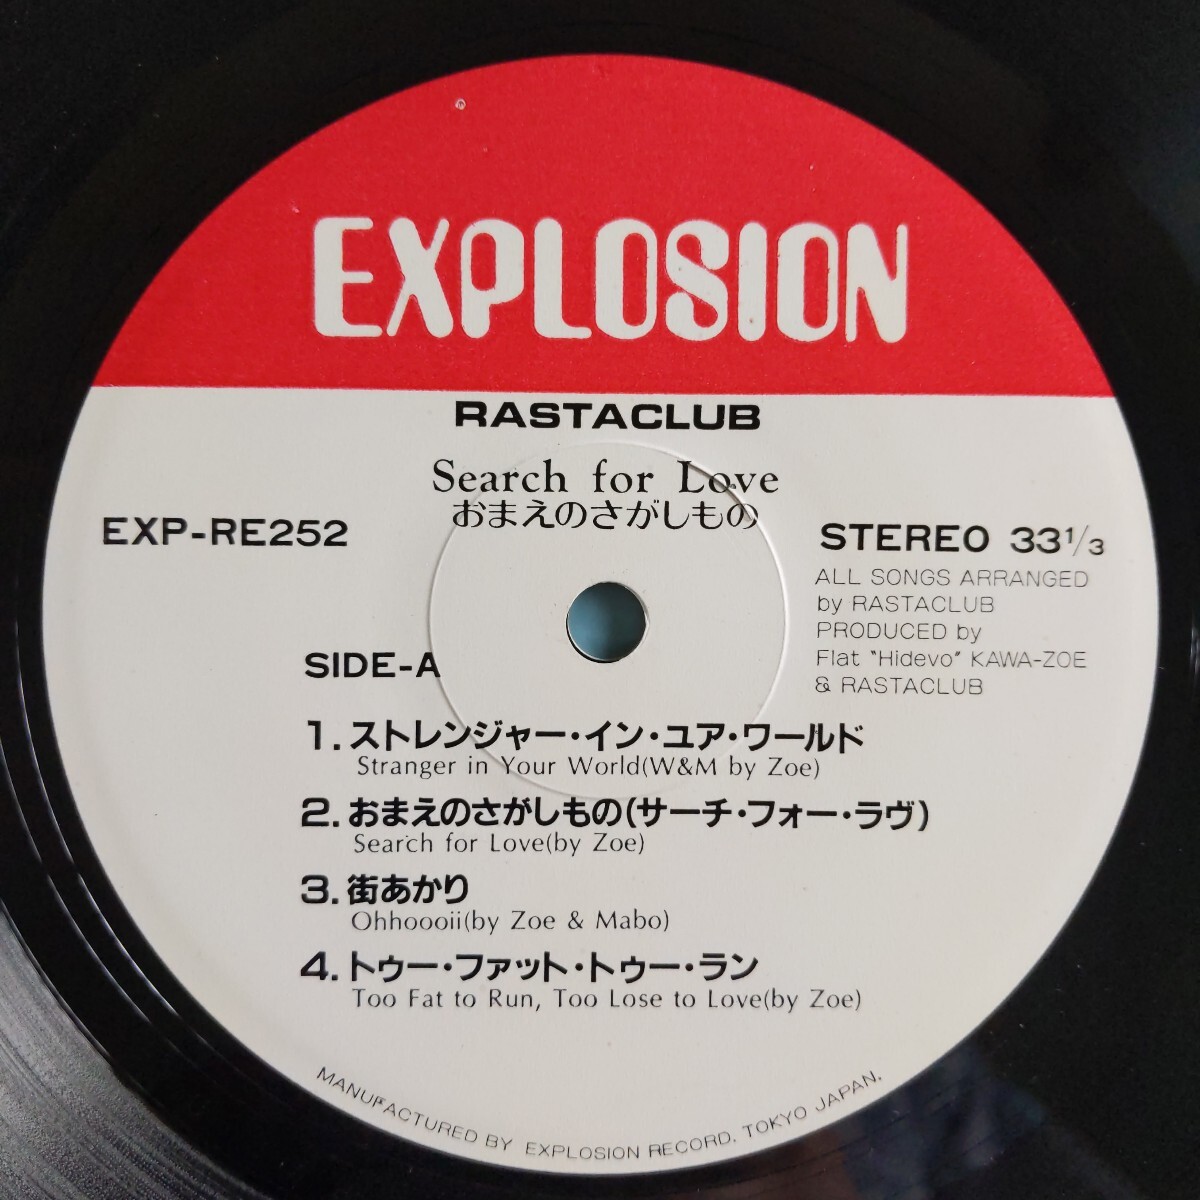 EXPLOSION
RASTACLUB
Search for Love
おまえのさがしもの
EXP-RE252
STEREO 33 1/3
ALL SONGS ARRANGED
by RASTACLUB
PRODUCED by
Flat "Hidevo" KAWA-ZOE
& RASTACLUB
SIDE-A
1. ストレンジャー・イン・ユア・ワールド
Stranger in Your World(W&M by Zoe)
2. おまえのさがしもの(サーチ・フォー・ラヴ)
Search for Love(by Zoe)
3. 街あかり
Ohhoooii(by Zoe & Mabo)
4. トゥー・ファット・トゥー・ラン
Too Fat to Run, Too Lose to Love(by Zoe)
MANUFACTURED BY EXPLOSION RECORD. TOKYO JAPAN.